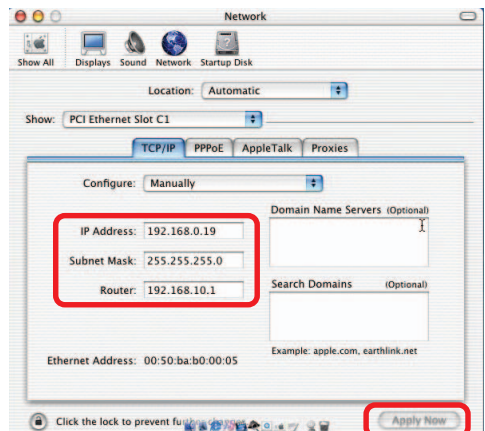 Network
Show All Displays Sound Network Startup Disk
Location: Automatic
Show: PCI Ethernet Slot C1
TCP/IP PPPoE AppleTalk Proxies
Configure: Manually
Domain Name Servers (Optional)
IP Address: 192.168.0.19
Subnet Mask: 255.255.255.0
Router: 192.168.10.1
Search Domains (Optional)
Example: apple.com, earthlink.net
Ethernet Address: 00:50:ba:b0:00:05
Click the lock to prevent further changes.
Apply Now